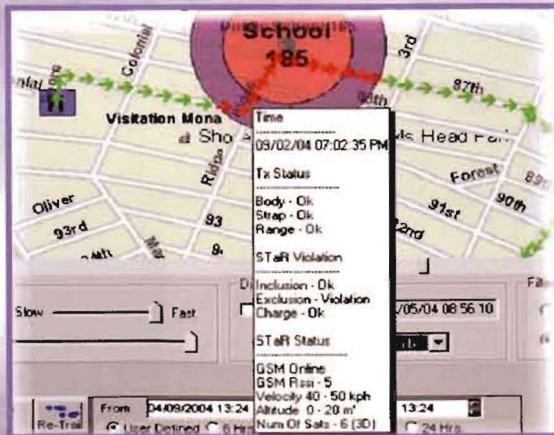 School
185
Colonial
3rd
87th
Visitation Mona
Head
Time
09/02/04 07:02:35 PM
Tx Status
Body - Ok
Strap - Ok
Range - Ok
STaR Violation
Inclusion - Ok
Exclusion - Violation
Charge - Ok
STaR Status
GSM Online
GSM Rssi - 5
Velocity 40 - 50 kph
Altitude 0 - 20 m
Num Of Sats - 6 (3D)
Forest
90th
91st
Oliver
93rd
93
Slow
Fast
/05/04 08:56:10
Re-Trail
From
04/09/2004 13:24
13:24
User Defined
24 Hrs.